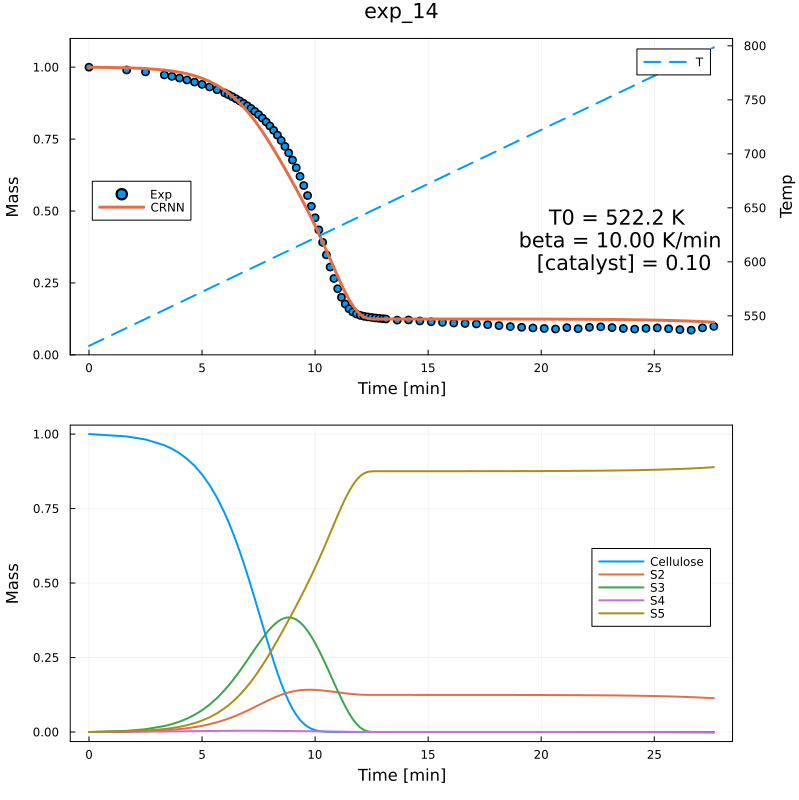 exp_14
1.00
0.75
0.50
0.25
0.00
Mass
Exp
CRNN
T
T0 = 522.2 K
beta = 10.00 K/min
[catalyst] = 0.10
800
750
700
650
600
550
Temp
0 5 10 15 20 25
Time [min]
1.00
0.75
0.50
0.25
0.00
Mass
Cellulose
S2
S3
S4
S5
0 5 10 15 20 25
Time [min]